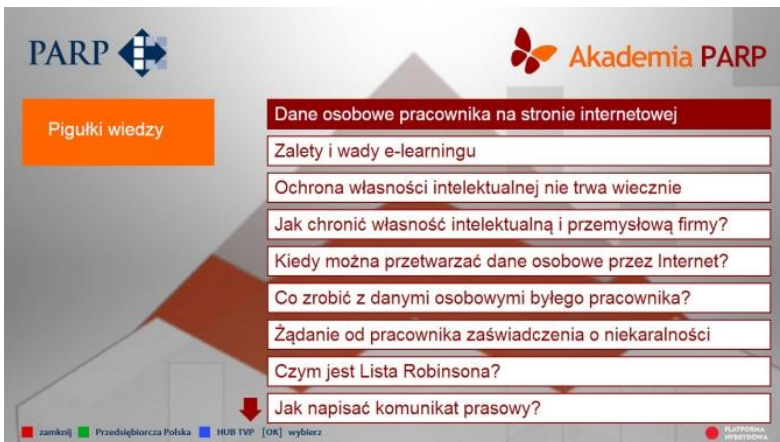 PARP
Akademia PARP
Pigułki wiedzy
Dane osobowe pracownika na stronie internetowej
Zalety i wady e-learningu
Ochrona własności intelektualnej nie trwa wiecznie
Jak chronić własność intelektualną i przemysłową firmy?
Kiedy można przetwarzać dane osobowe przez Internet?
Co zrobić z danymi osobowymi byłego pracownika?
Żądanie od pracownika zaświadczenia o niekaralności
Czym jest Lista Robinsona?
Jak napisać komunikat prasowy?
zamknij Przedsiębiorcza Polska HUB TVP [OK] wybierz
PLATFORMA
HYBRYDOWA